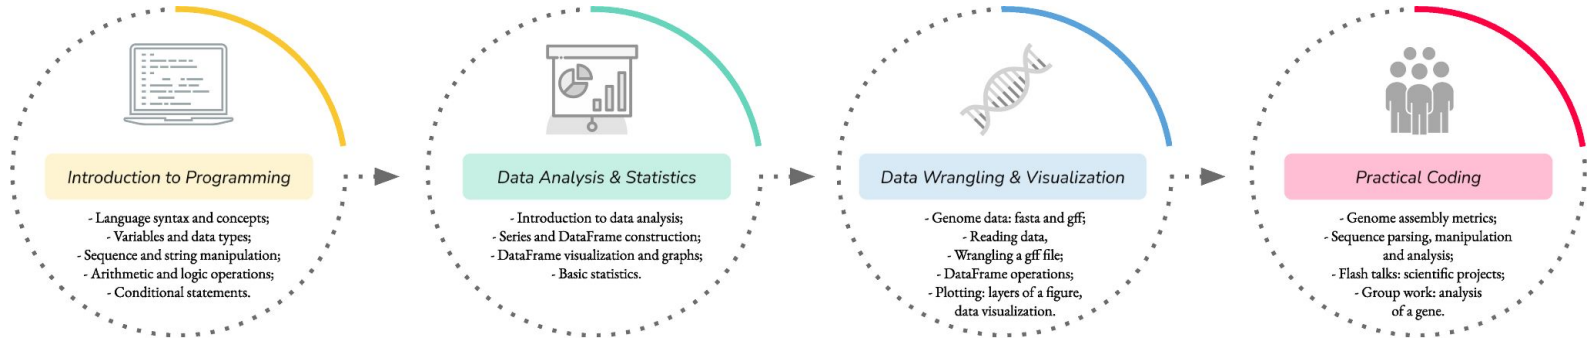 Introduction to Programming
- Language syntax and concepts;
- Variables and data types;
- Sequence and string manipulation;
- Arithmetic and logic operations;
- Conditional statements.
Data Analysis & Statistics
- Introduction to data analysis;
- Series and DataFrame construction;
- DataFrame visualization and graphs;
- Basic statistics.
Data Wrangling & Visualization
- Genome data: fasta and gff;
- Reading data,
- Wrangling a gff file;
- DataFrame operations;
- Plotting: layers of a figure,
data visualization.
Practical Coding
- Genome assembly metrics;
- Sequence parsing, manipulation
and analysis;
- Flash talks: scientific projects;
- Group work: analysis
of a gene.